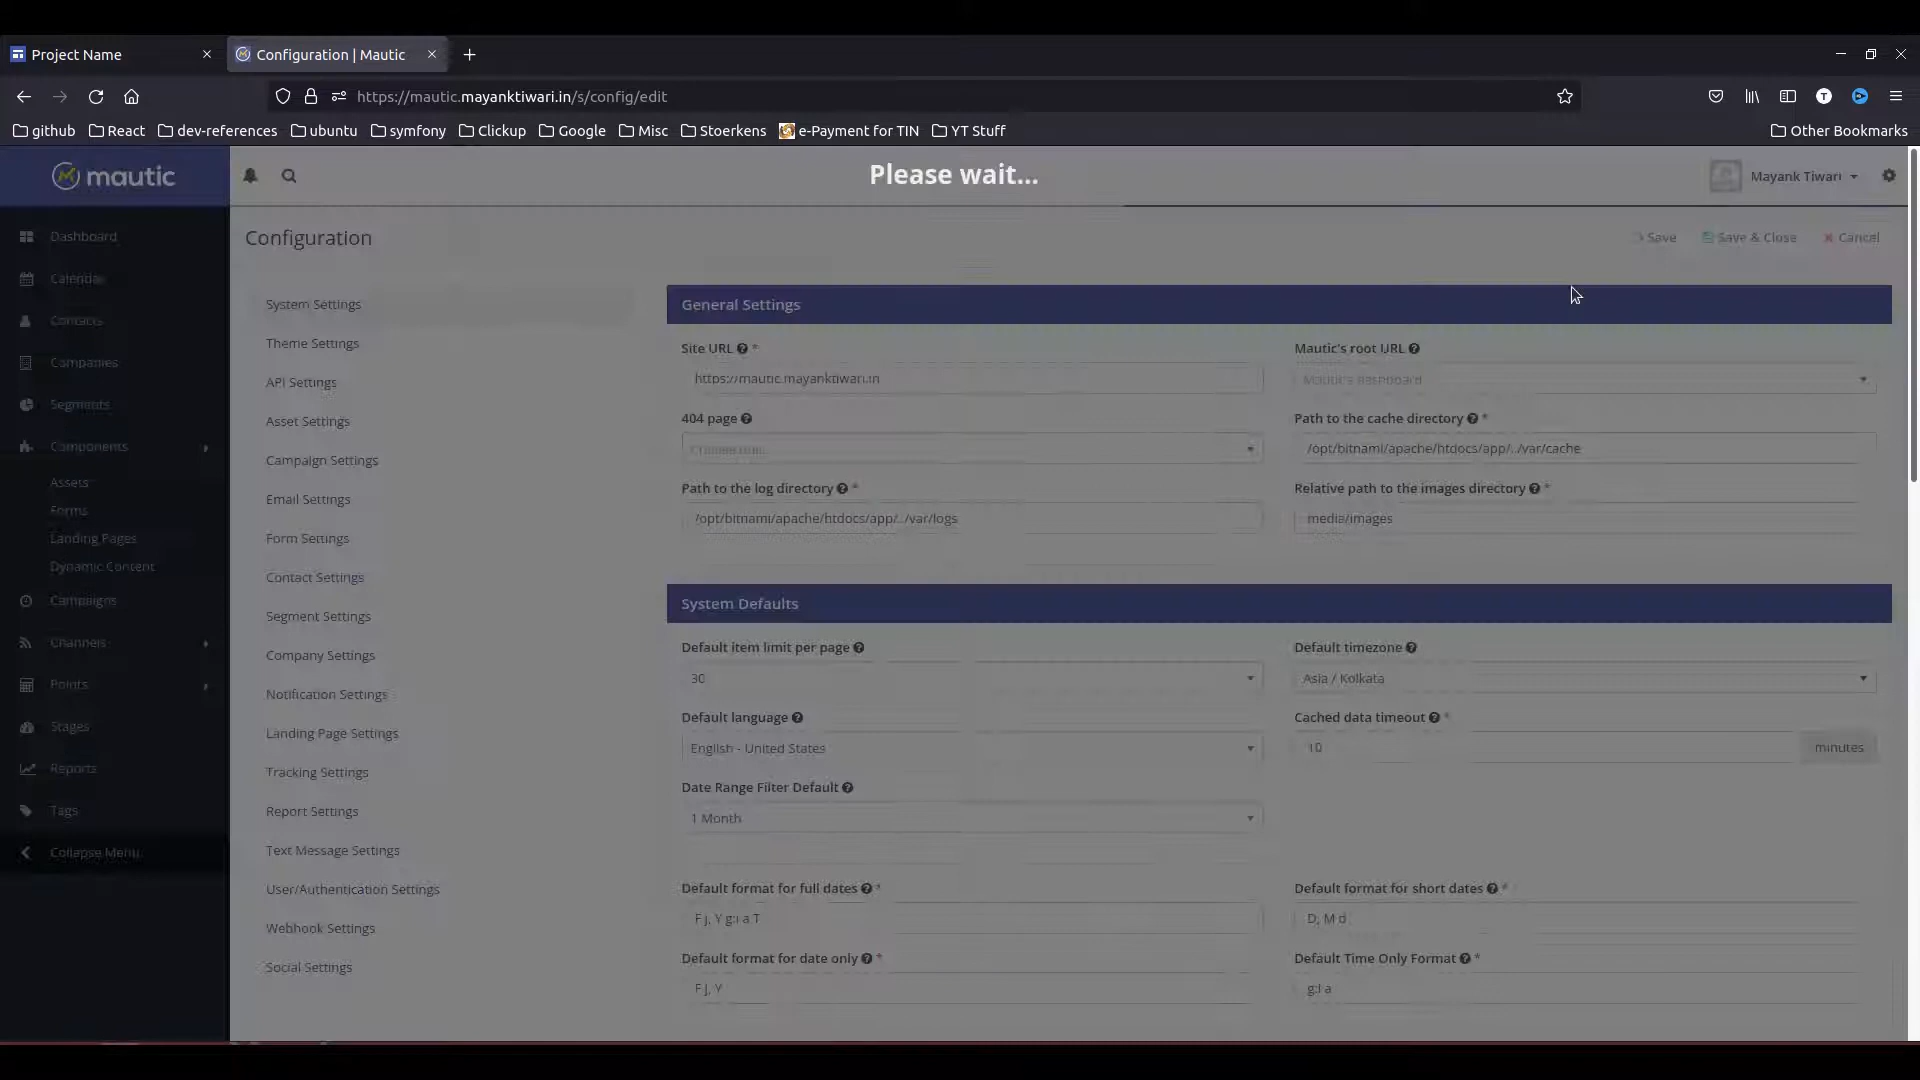 Project Name
Configuration | Mautic
https://mautic.mayanktiwari.in/s/config/edit
github React dev-references ubuntu symfony Clickup Google Misc Stoerkens e-Payment for TIN YT Stuff Other Bookmarks
mautic
Please wait...
Mayank Tiwari
Configuration
Save Save & Close Cancel
Dashboard
Calendar
Contacts
Companies
Segments
Components
Assets
Forms
Landing Pages
Dynamic Content
Campaigns
Channels
Points
Stages
Reports
Tags
Collapse Menu
System Settings
Theme Settings
API Settings
Asset Settings
Campaign Settings
Email Settings
Form Settings
Contact Settings
Segment Settings
Company Settings
Notification Settings
Landing Page Settings
Tracking Settings
Report Settings
Text Message Settings
User/Authentication Settings
Webhook Settings
Social Settings
General Settings
Site URL *
https://mautic.mayanktiwari.in
Mautic's root URL
Mautic's dashboard
404 page
Choose one...
Path to the cache directory *
/opt/bitnami/apache/htdocs/app/../var/cache
Path to the log directory *
/opt/bitnami/apache/htdocs/app/../var/logs
Relative path to the images directory *
media/images
System Defaults
Default item limit per page
30
Default timezone
Asia / Kolkata
Default language
English - United States
Cached data timeout *
10 minutes
Date Range Filter Default
1 Month
Default format for full dates *
F j, Y g:i a T
Default format for short dates *
D, M d
Default format for date only *
F j, Y
Default Time Only Format *
g:i a